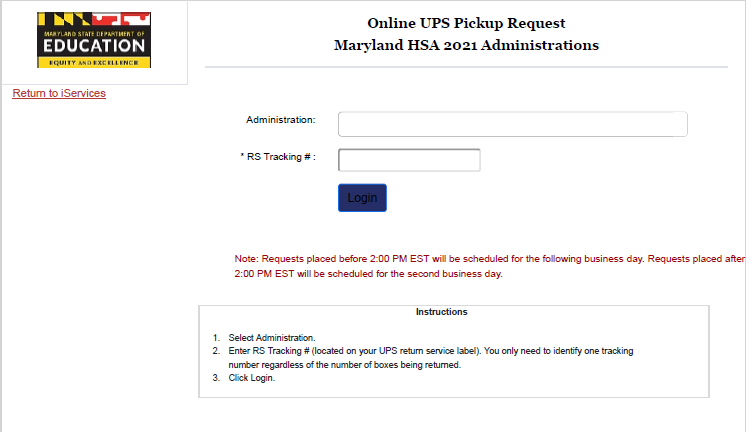 MARYLAND STATE DEPARTMENT OF
EDUCATION
EQUITY AND EXCELLENCE
Online UPS Pickup Request
Maryland HSA 2021 Administrations
Return to iServices
Administration:
* RS Tracking # :
Login
Note: Requests placed before 2:00 PM EST will be scheduled for the following business day. Requests placed after
2:00 PM EST will be scheduled for the second business day.
Instructions
1. Select Administration.
2. Enter RS Tracking # (located on your UPS return service label). You only need to identify one tracking
number regardless of the number of boxes being returned.
3. Click Login.